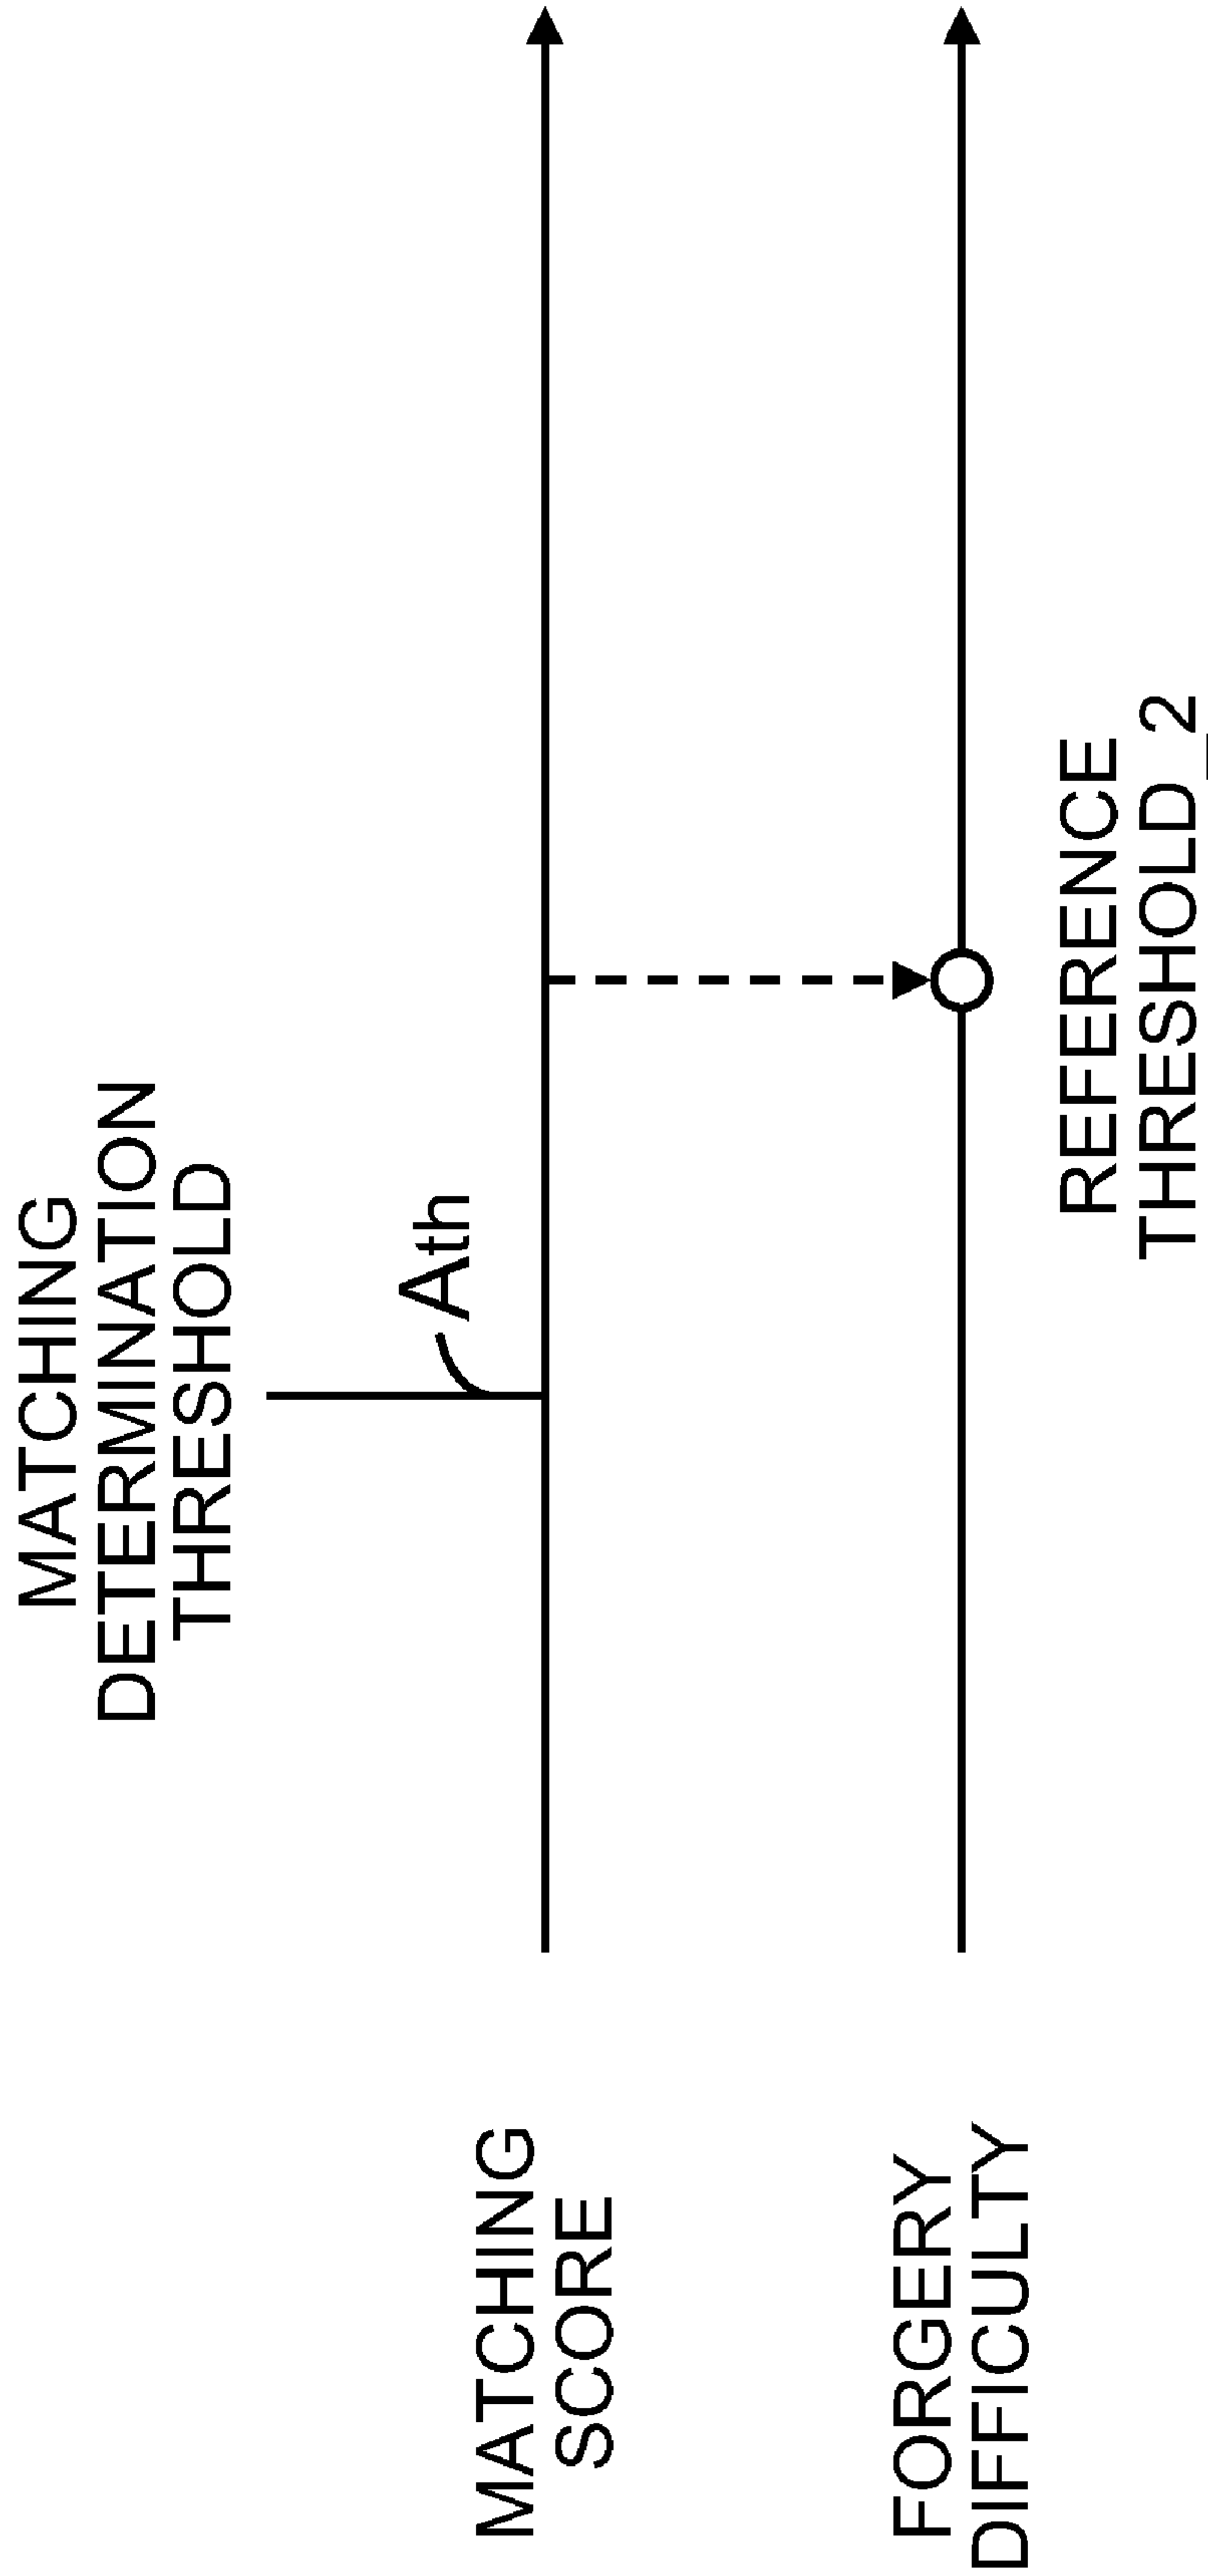 MATCHING
DETERMINATION
THRESHOLD
Ath
MATCHING
SCORE
FORGERY
DIFFICULTY
REFERENCE
THRESHOLD_2